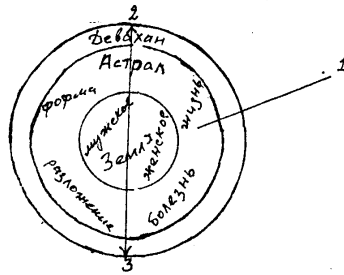 2
Девахан
Астрал
1
форма
жизнь
мужское
Земля
женское
разложение
болезнь
3